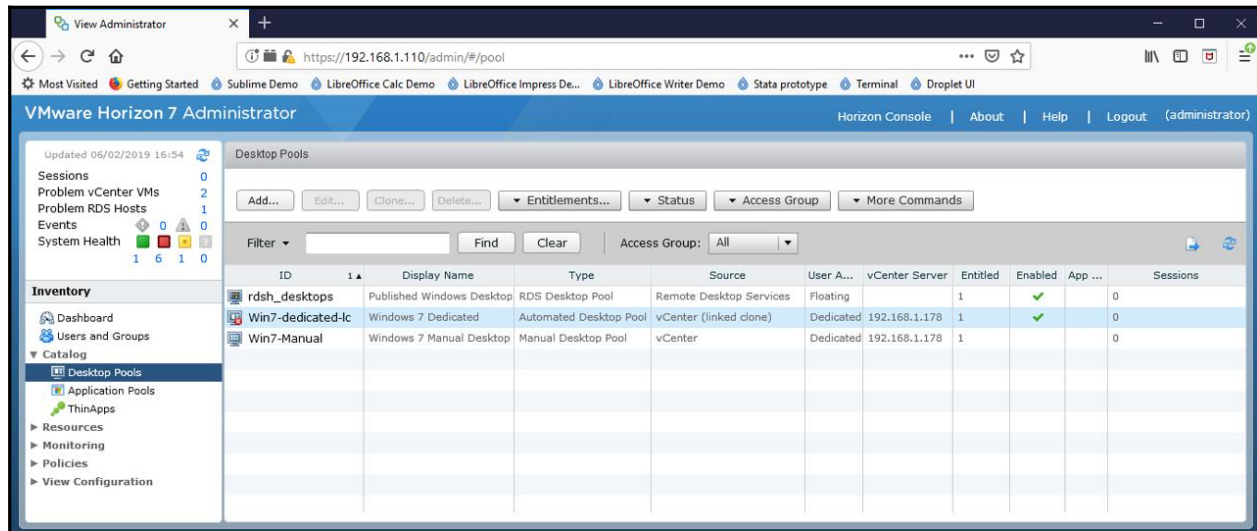 View Administrator
https://192.168.1.110/admin/#/pool
Most Visited Getting Started Sublime Demo LibreOffice Calc Demo LibreOffice Impress De... LibreOffice Writer Demo Stata prototype Terminal Droplet UI
VMware Horizon 7 Administrator Horizon Console | About | Help | Logout (administrator)
Updated 06/02/2019 16:54
Sessions 0
Problem vCenter VMs 2
Problem RDS Hosts 1
Events 0 0
System Health
1 6 1 0
Inventory
Dashboard
Users and Groups
Catalog
Desktop Pools
Application Pools
ThinApps
Resources
Monitoring
Policies
View Configuration
Desktop Pools
Add... Edit... Clone... Delete... Entitlements... Status Access Group More Commands
Filter Find Clear Access Group: All
ID 1 Display Name Type Source User A... vCenter Server Entitled Enabled App ... Sessions
rdsh_desktops Published Windows Desktop RDS Desktop Pool Remote Desktop Services Floating 1 0
Win7-dedicated-lc Windows 7 Dedicated Automated Desktop Pool vCenter (linked clone) Dedicated 192.168.1.178 1 0
Win7-Manual Windows 7 Manual Desktop Manual Desktop Pool vCenter Dedicated 192.168.1.178 1 0